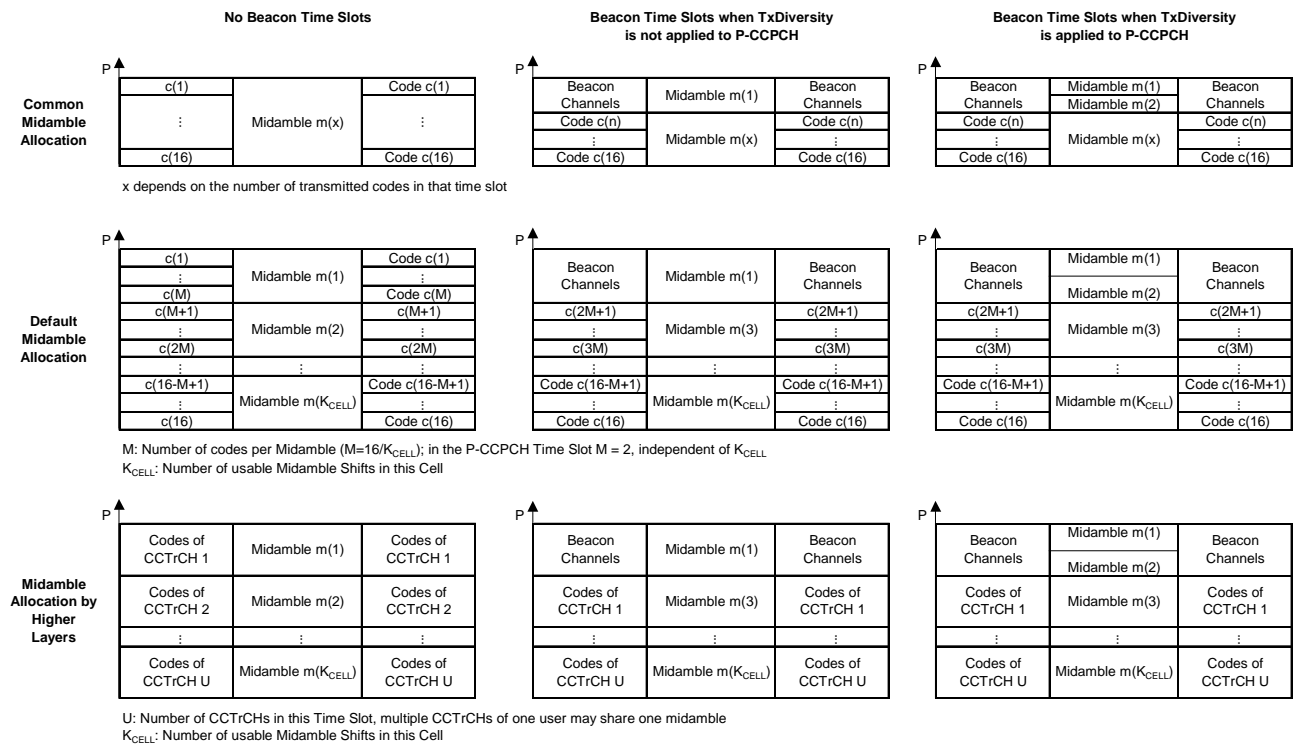 No Beacon Time Slots
Beacon Time Slots when TxDiversity
is not applied to P-CCPCH
Beacon Time Slots when TxDiversity
is applied to P-CCPCH
Common
Midamble
Allocation
P
c(1)
⋮
c(16)
Midamble m(x)
Code c(1)
⋮
Code c(16)
P
Beacon
Channels
Code c(n)
⋮
Code c(16)
Midamble m(1)
Midamble m(x)
Beacon
Channels
Code c(n)
⋮
Code c(16)
P
Beacon
Channels
Code c(n)
⋮
Code c(16)
Midamble m(1)
Midamble m(2)
Midamble m(x)
Beacon
Channels
Code c(n)
⋮
Code c(16)
x depends on the number of transmitted codes in that time slot
Default
Midamble
Allocation
P
c(1)
⋮
c(M)
c(M+1)
⋮
c(2M)
⋮
c(16-M+1)
⋮
c(16)
Midamble m(1)
Midamble m(2)
⋮
Midamble m(K_CELL)
Code c(1)
⋮
Code c(M)
c(M+1)
⋮
c(2M)
⋮
Code c(16-M+1)
⋮
Code c(16)
P
Beacon
Channels
c(2M+1)
⋮
c(3M)
⋮
Code c(16-M+1)
⋮
Code c(16)
Midamble m(1)
Midamble m(3)
⋮
Midamble m(K_CELL)
Beacon
Channels
c(2M+1)
⋮
c(3M)
⋮
Code c(16-M+1)
⋮
Code c(16)
P
Beacon
Channels
c(2M+1)
⋮
c(3M)
⋮
Code c(16-M+1)
⋮
Code c(16)
Midamble m(1)
Midamble m(2)
Midamble m(3)
⋮
Midamble m(K_CELL)
Beacon
Channels
c(2M+1)
⋮
c(3M)
⋮
Code c(16-M+1)
⋮
Code c(16)
M: Number of codes per Midamble (M=16/K_CELL); in the P-CCPCH Time Slot M = 2, independent of K_CELL
K_CELL: Number of usable Midamble Shifts in this Cell
Midamble
Allocation by
Higher
Layers
P
Codes of
CCTrCH 1
Codes of
CCTrCH 2
⋮
Codes of
CCTrCH U
Midamble m(1)
Midamble m(2)
⋮
Midamble m(K_CELL)
Codes of
CCTrCH 1
Codes of
CCTrCH 2
⋮
Codes of
CCTrCH U
P
Beacon
Channels
Codes of
CCTrCH 1
⋮
Codes of
CCTrCH U
Midamble m(1)
Midamble m(3)
⋮
Midamble m(K_CELL)
Beacon
Channels
Codes of
CCTrCH 1
⋮
Codes of
CCTrCH U
P
Beacon
Channels
Codes of
CCTrCH 1
⋮
Codes of
CCTrCH U
Midamble m(1)
Midamble m(2)
Midamble m(3)
⋮
Midamble m(K_CELL)
Beacon
Channels
Codes of
CCTrCH 1
⋮
Codes of
CCTrCH U
U: Number of CCTrCHs in this Time Slot, multiple CCTrCHs of one user may share one midamble
K_CELL: Number of usable Midamble Shifts in this Cell